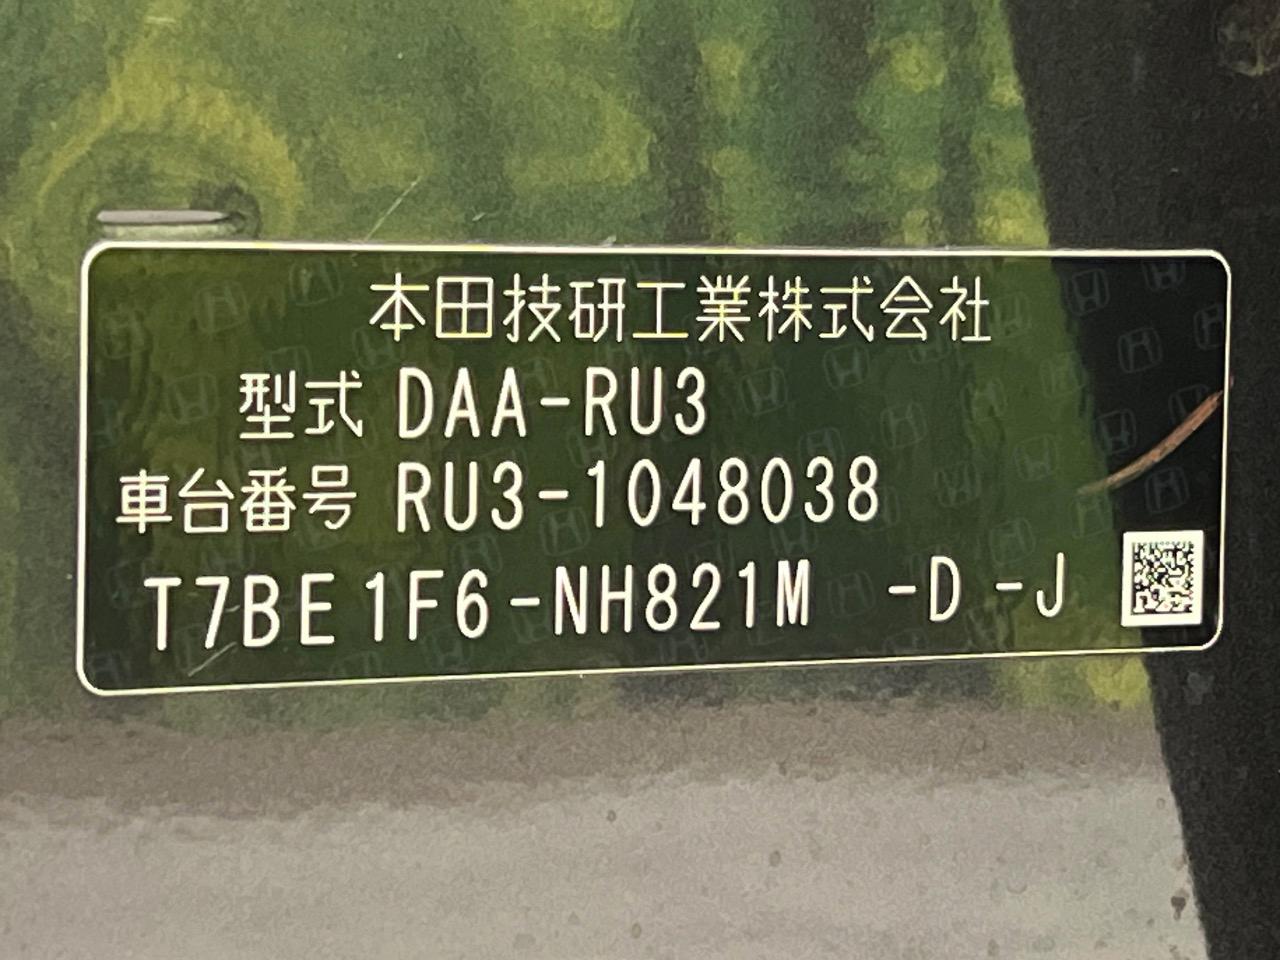 本田技研工業株式会社
型式 DAA-RU3
車台番号 RU3-1048038
T7BE1F6-NH821M -D-J